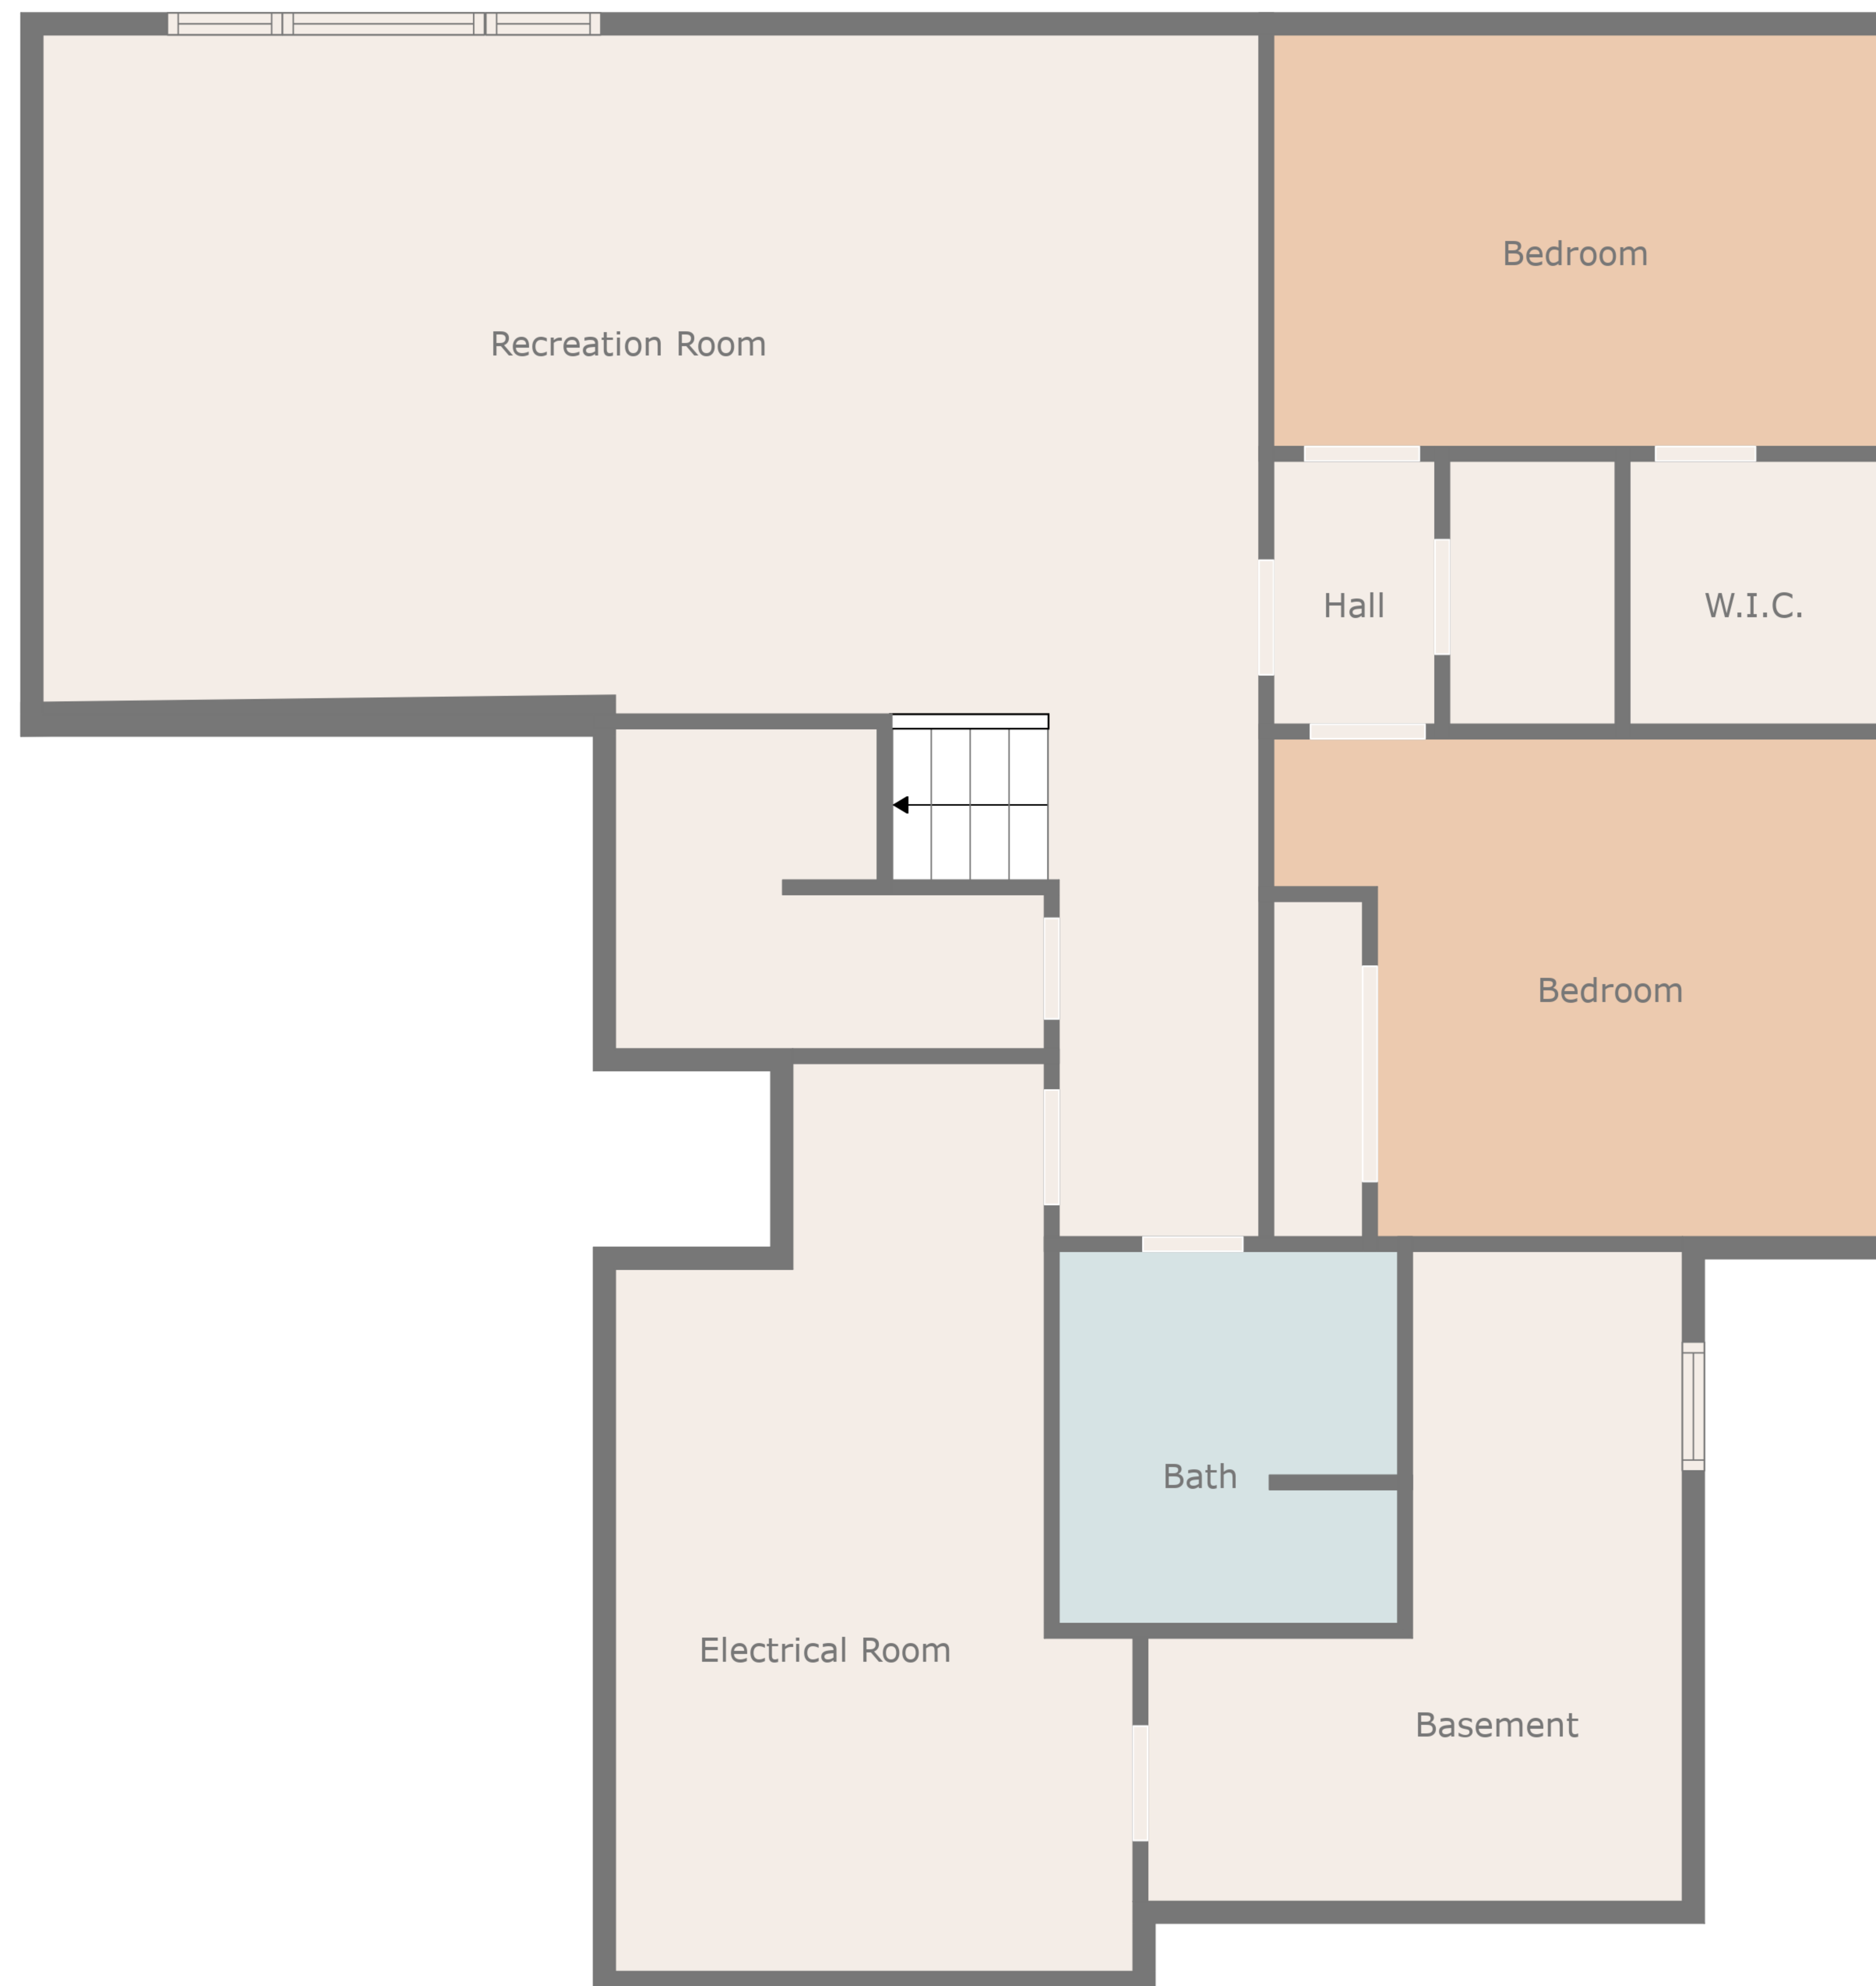 Bedroom
Recreation Room
Hall
W.I.C.
Bedroom
Bath
Electrical Room
Basement